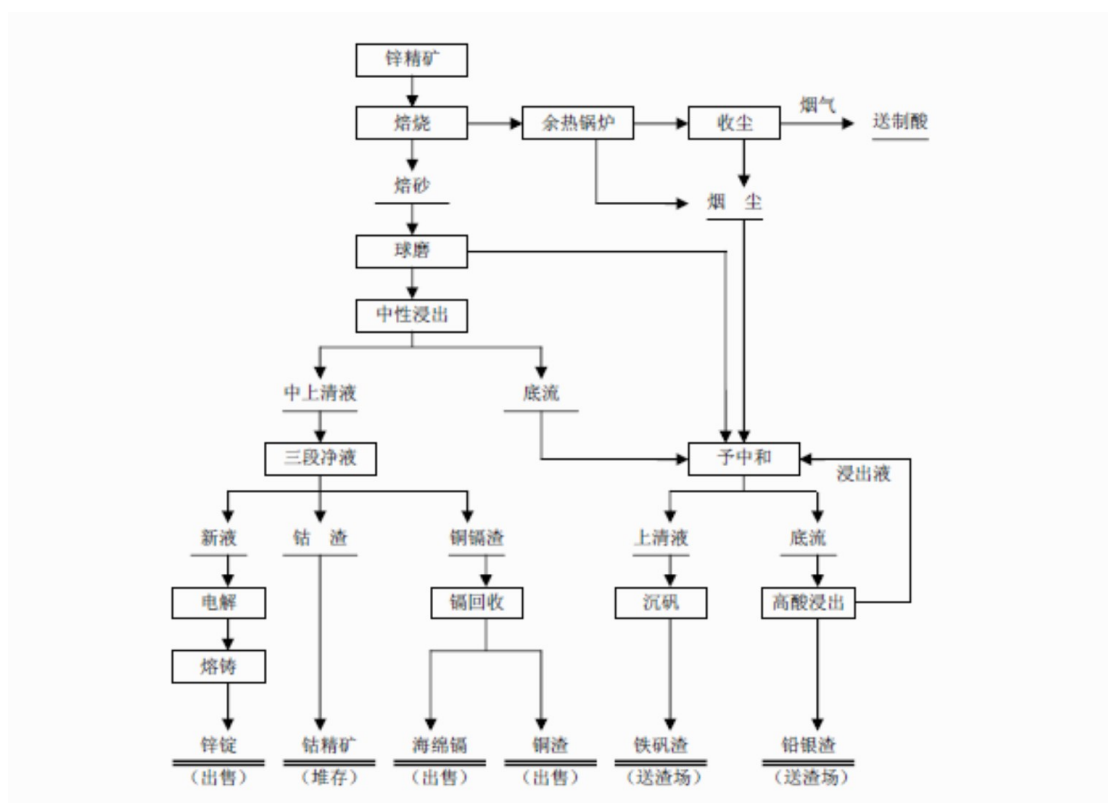 锌精矿
烟气
焙烧
余热锅炉
收尘
送制酸
焙砂
烟 尘
球磨
中性浸出
中上清液
底流
三段净液
予中和
浸出液
新液
钴 渣
铜镉渣
上清液
底流
电解
镉回收
沉矾
高酸浸出
熔铸
锌锭
钴精矿
海绵镉
铜渣
铁矾渣
铅银渣
（出售）
（堆存）
（出售）
（出售）
（送渣场）
（送渣场）